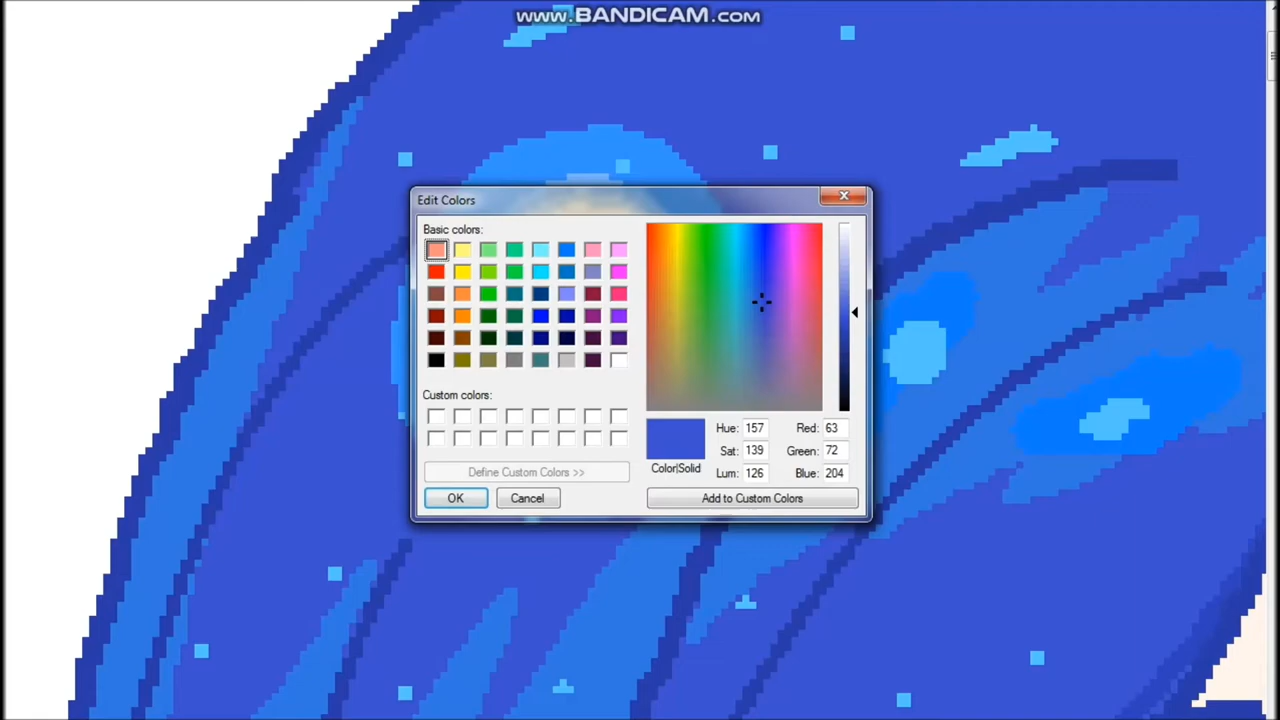 www.BANDICAM.com
Edit Colors
Basic colors:
Custom colors:
Define Custom Colors >>
OK Cancel
Hue: 157 Red: 63
Sat: 139 Green: 72
Color|Solid
Lum: 126 Blue: 204
Add to Custom Colors